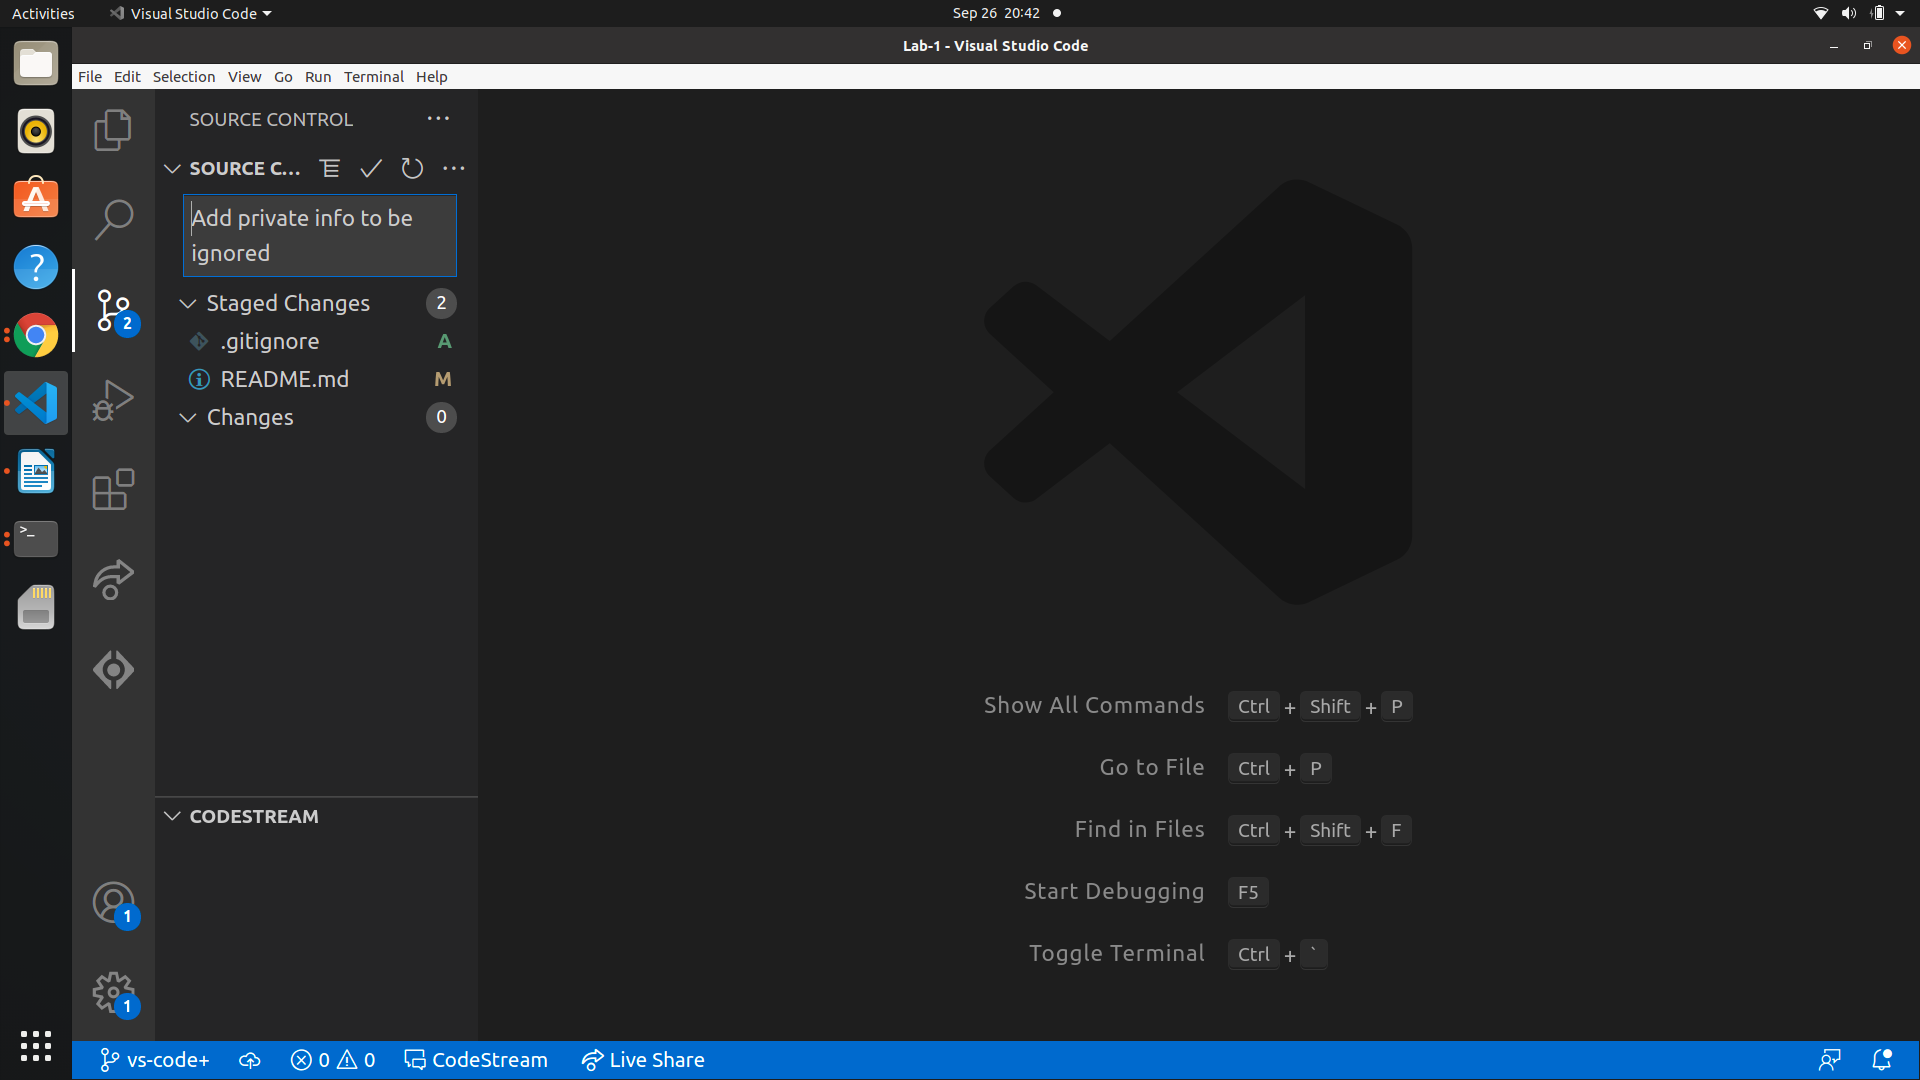 Activities
Visual Studio Code
Sep 26 20:42
Lab-1 - Visual Studio Code
File Edit Selection View Go Run Terminal Help
SOURCE CONTROL
SOURCE C...
Add private info to be
ignored
Staged Changes 2
.gitignore A
README.md M
Changes 0
2
CODESTREAM
1
1
Show All Commands Ctrl + Shift + P
Go to File Ctrl + P
Find in Files Ctrl + Shift + F
Start Debugging F5
Toggle Terminal Ctrl + `
vs-code+ 0 0 CodeStream Live Share